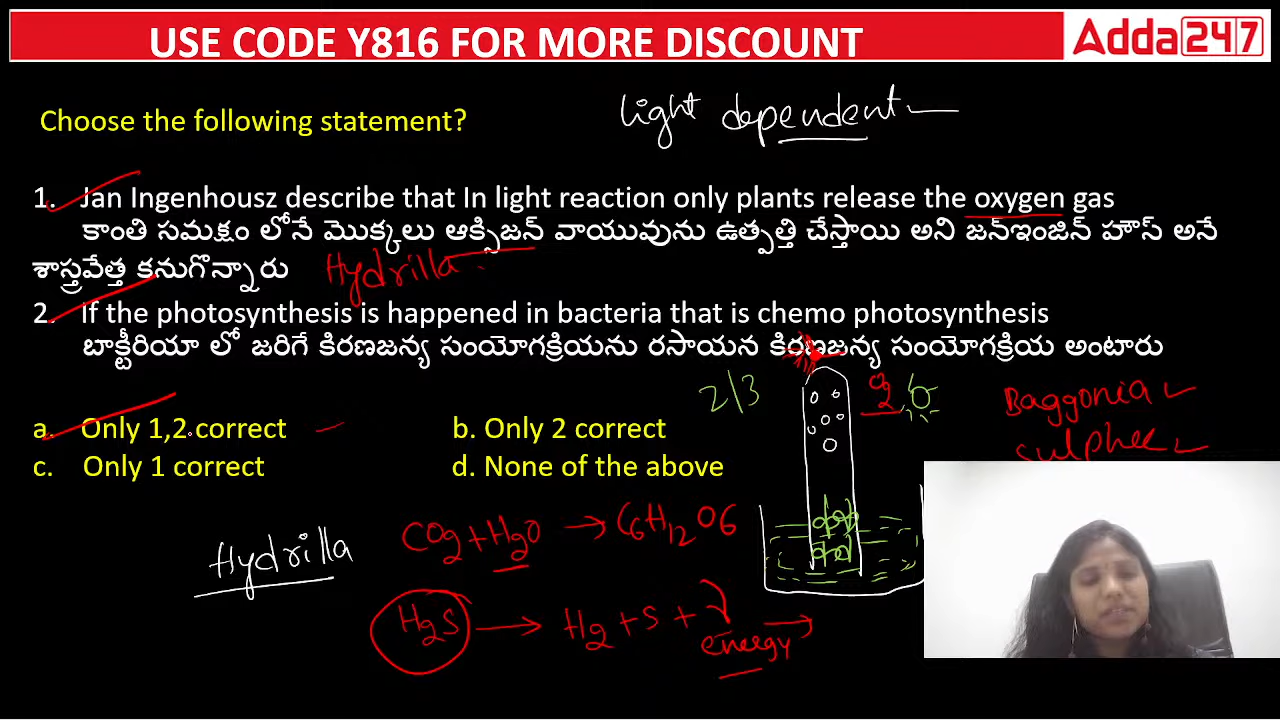 USE CODE Y816 FOR MORE DISCOUNT
Adda247
light dependent
Choose the following statement?
1. Jan Ingenhousz describe that In light reaction only plants release the oxygen gas
కాంతి సమక్షం లోనే మొక్కలు ఆక్సిజన్ వాయువును ఉత్పత్తి చేస్తాయి అని జన్ఇంజిన్ హౌస్ అనే
శాస్త్రవేత్త కనుగొన్నారు
Hydrilla
2. If the photosynthesis is happened in bacteria that is chemo photosynthesis
బాక్టీరియా లో జరిగే కిరణజన్య సంయోగక్రియను రసాయన కిరణజన్య సంయోగక్రియ అంటారు
2/3
Baggonia
a. Only 1,2 correct
b. Only 2 correct
c. Only 1 correct
d. None of the above
CO2+H2O → C6H12O6
Hydrilla
H2S → H2+S+
energy